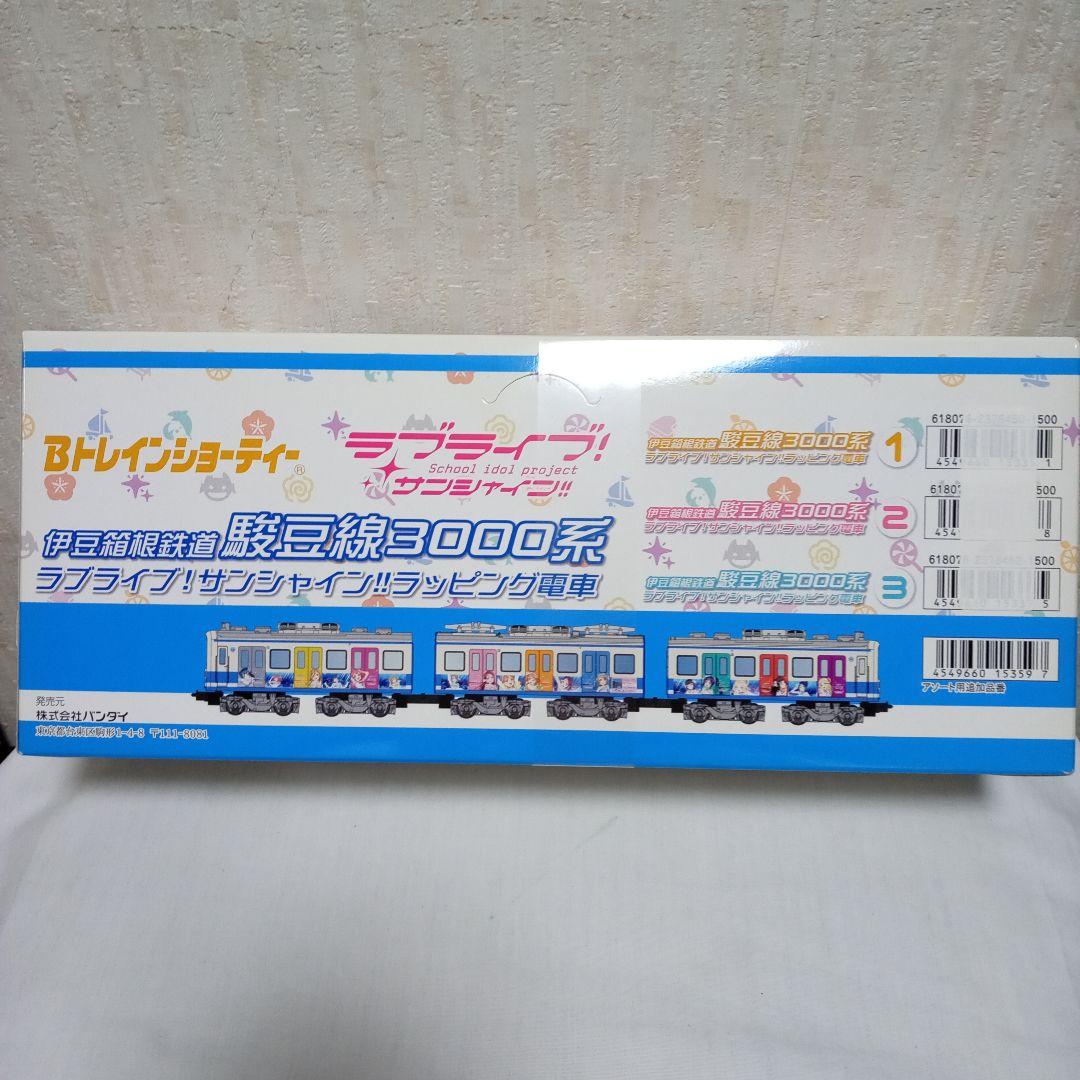 Bトレインショーティー®
ラブライブ!
School idol project
サンシャイン!!
伊豆箱根鉄道 駿豆線3000系
ラブライブ!サンシャイン!!ラッピング電車
発売元
株式会社バンダイ
東京都台東区駒形1-4-8 〒111-8081
伊豆箱根鉄道 駿豆線3000系 1
ラブライブ!サンシャイン!!ラッピング電車
伊豆箱根鉄道 駿豆線3000系 2
ラブライブ!サンシャイン!!ラッピング電車
伊豆箱根鉄道 駿豆線3000系 3
ラブライブ!サンシャイン!!ラッピング電車
500
1
500
8
500
5
4549660 15359 7
アソート用追加品番